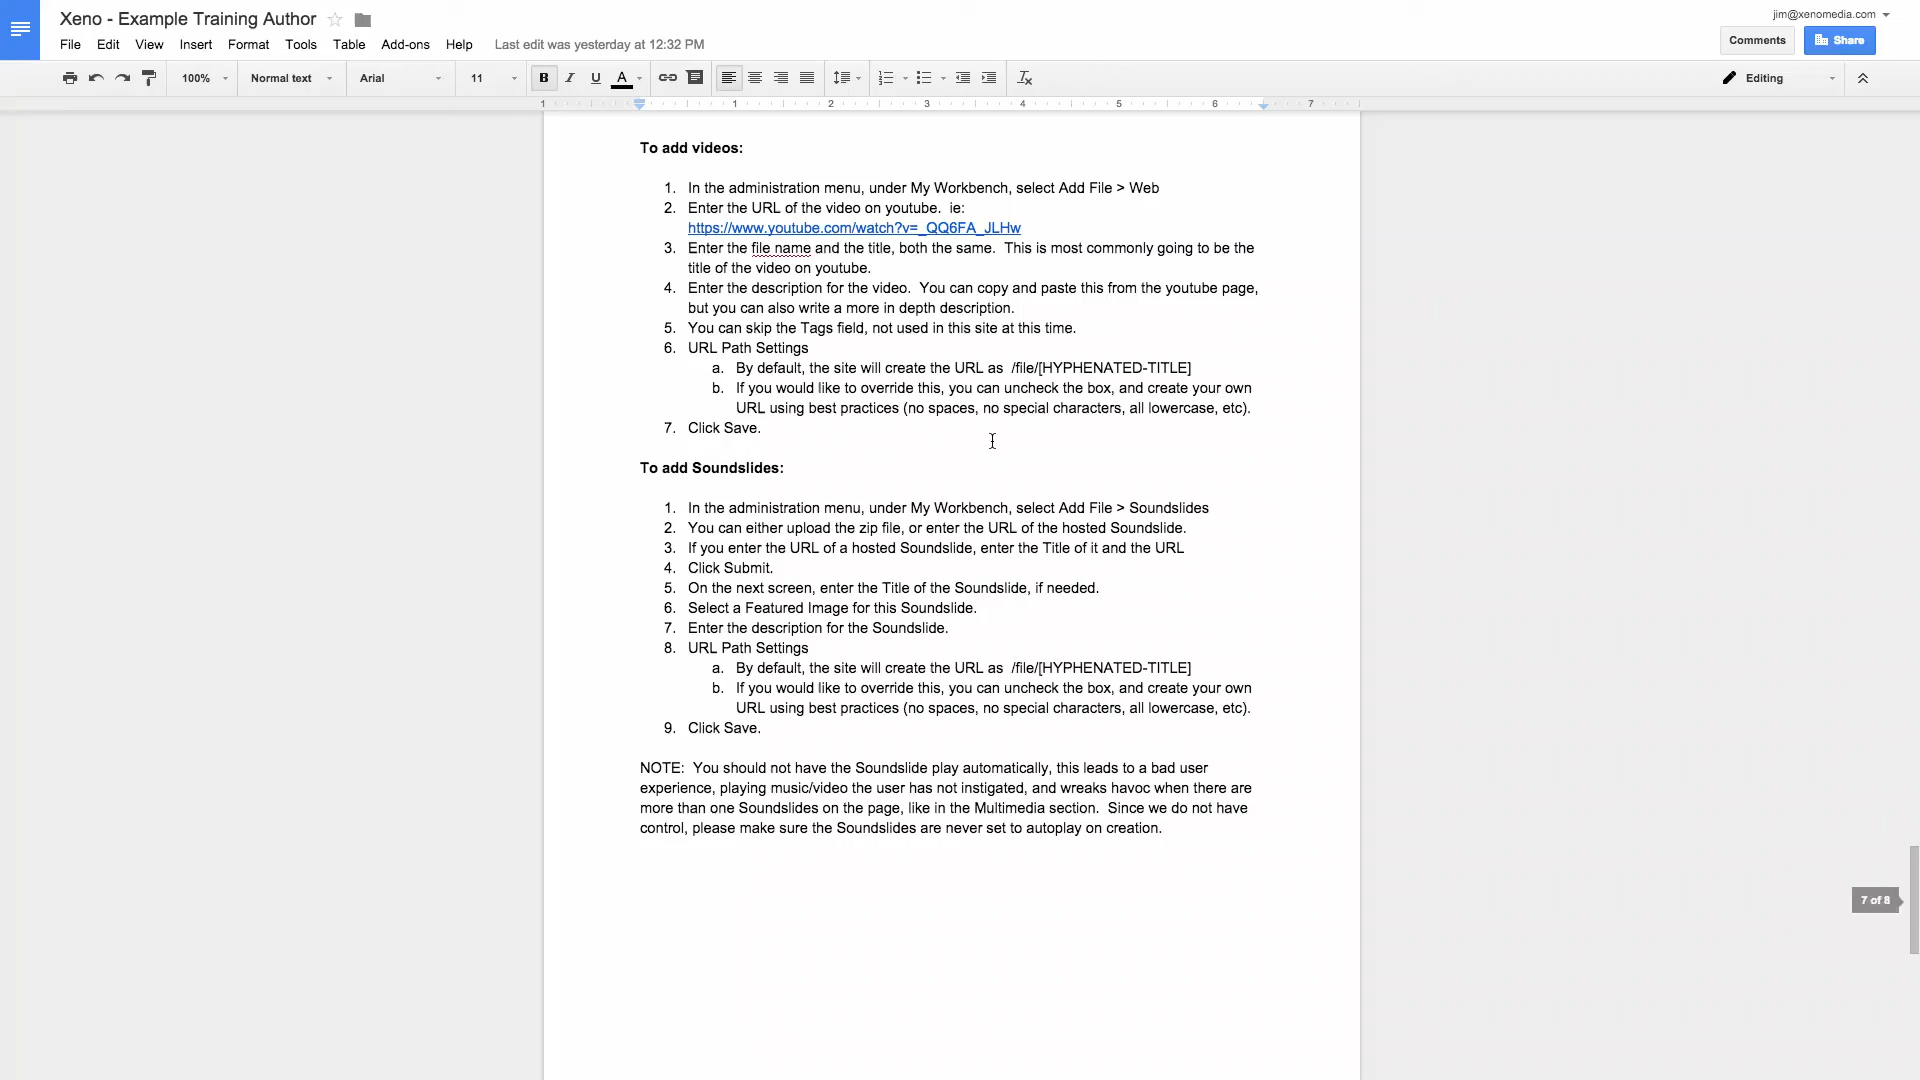 Xeno - Example Training Author
jim@xenomedia.com
File Edit View Insert Format Tools Table Add-ons Help Last edit was yesterday at 12:32 PM
Comments Share
100% Normal text Arial 11 B I U A Editing
1 1 2 3 4 5 6 7
To add videos:
1. In the administration menu, under My Workbench, select Add File > Web
2. Enter the URL of the video on youtube.  ie:
https://www.youtube.com/watch?v=_QQ6FA_JLHw
3. Enter the file name and the title, both the same.  This is most commonly going to be the
title of the video on youtube.
4. Enter the description for the video.  You can copy and paste this from the youtube page,
but you can also write a more in depth description.
5. You can skip the Tags field, not used in this site at this time.
6. URL Path Settings
a. By default, the site will create the URL as  /file/[HYPHENATED-TITLE]
b. If you would like to override this, you can uncheck the box, and create your own
URL using best practices (no spaces, no special characters, all lowercase, etc).
7. Click Save.
To add Soundslides:
1. In the administration menu, under My Workbench, select Add File > Soundslides
2. You can either upload the zip file, or enter the URL of the hosted Soundslide.
3. If you enter the URL of a hosted Soundslide, enter the Title of it and the URL
4. Click Submit.
5. On the next screen, enter the Title of the Soundslide, if needed.
6. Select a Featured Image for this Soundslide.
7. Enter the description for the Soundslide.
8. URL Path Settings
a. By default, the site will create the URL as  /file/[HYPHENATED-TITLE]
b. If you would like to override this, you can uncheck the box, and create your own
URL using best practices (no spaces, no special characters, all lowercase, etc).
9. Click Save.
NOTE:  You should not have the Soundslide play automatically, this leads to a bad user
experience, playing music/video the user has not instigated, and wreaks havoc when there are
more than one Soundslides on the page, like in the Multimedia section.  Since we do not have
control, please make sure the Soundslides are never set to autoplay on creation.
7 of 8